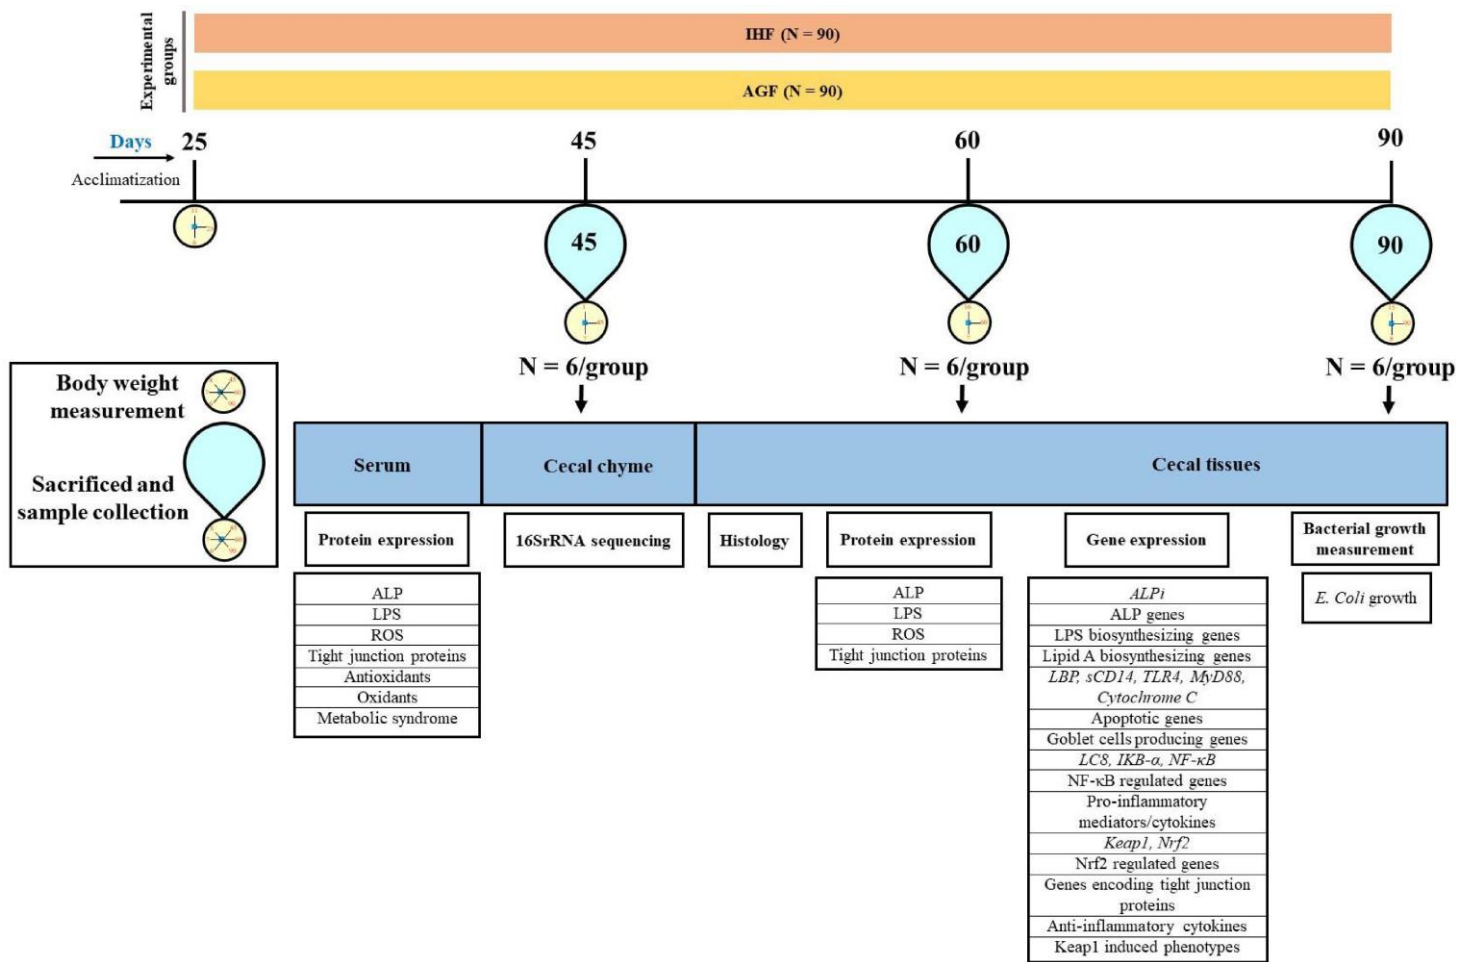 Experimental
groups
IHF (N = 90)
AGF (N = 90)
Days
25
45
60
90
Acclimatization
45
60
90
N = 6/group
N = 6/group
N = 6/group
Body weight
measurement
Sacrificed and
sample collection
Serum
Cecal chyme
Cecal tissues
Protein expression
16SrRNA sequencing
Histology
Protein expression
Gene expression
Bacterial growth
measurement
ALP
LPS
ROS
Tight junction proteins
Antioxidants
Oxidants
Metabolic syndrome
ALP
LPS
ROS
Tight junction proteins
ALPi
ALP genes
LPS biosynthesizing genes
Lipid A biosynthesizing genes
LBP, sCD14, TLR4, MyD88,
Cytochrome C
Apoptotic genes
Goblet cells producing genes
LC8, IKB-α, NF-κB
NF-κB regulated genes
Pro-inflammatory
mediators/cytokines
Keap1, Nrf2
Nrf2 regulated genes
Genes encoding tight junction
proteins
Anti-inflammatory cytokines
Keap1 induced phenotypes
E. Coli growth